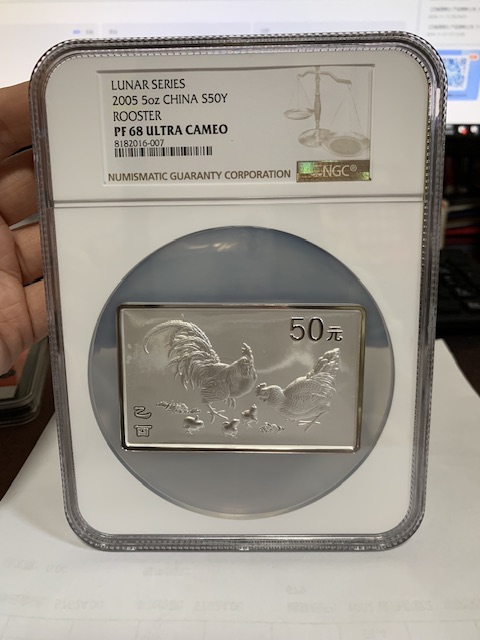 LUNAR SERIES
2005 5oz CHINA S50Y
ROOSTER
PF 68 ULTRA CAMEO
8182016-007
NUMISMATIC GUARANTY CORPORATION
NGC®
50元
乙
酉